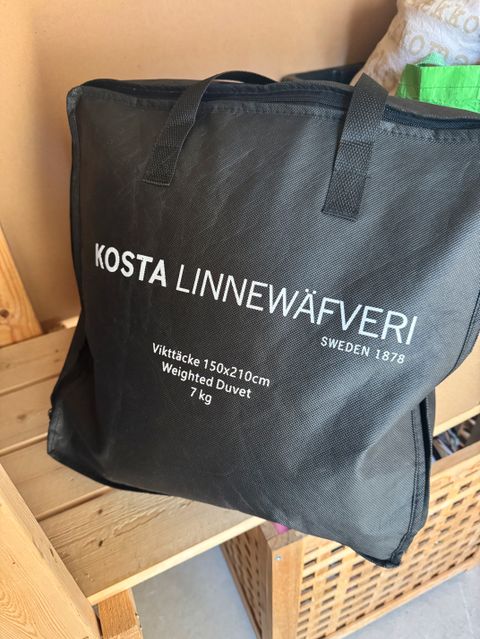 KOSTA LINNEWÄFVERI
SWEDEN 1878
Vikttäcke 150x210cm
Weighted Duvet
7 kg